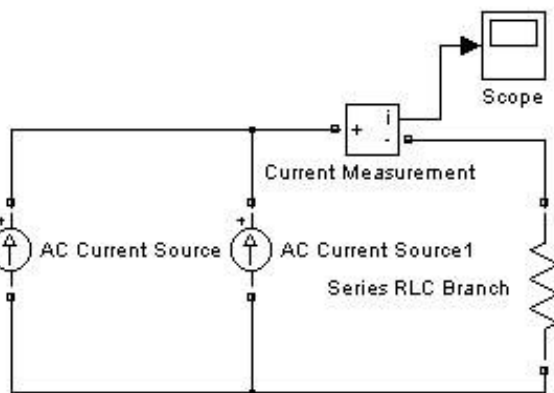 Scope
+ i -
Current Measurement
+ AC Current Source
+ AC Current Source1
Series RLC Branch